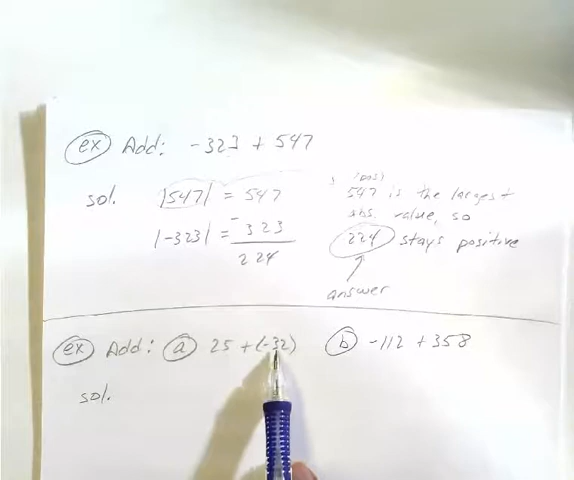 ex Add: -323 + 547
sol. |547| = 547
|-323| = -323
224
(pos)
547 is the largest
abs. value, so
224 stays positive
answer
ex Add: a 25 + (-32) b -112 + 358
sol.